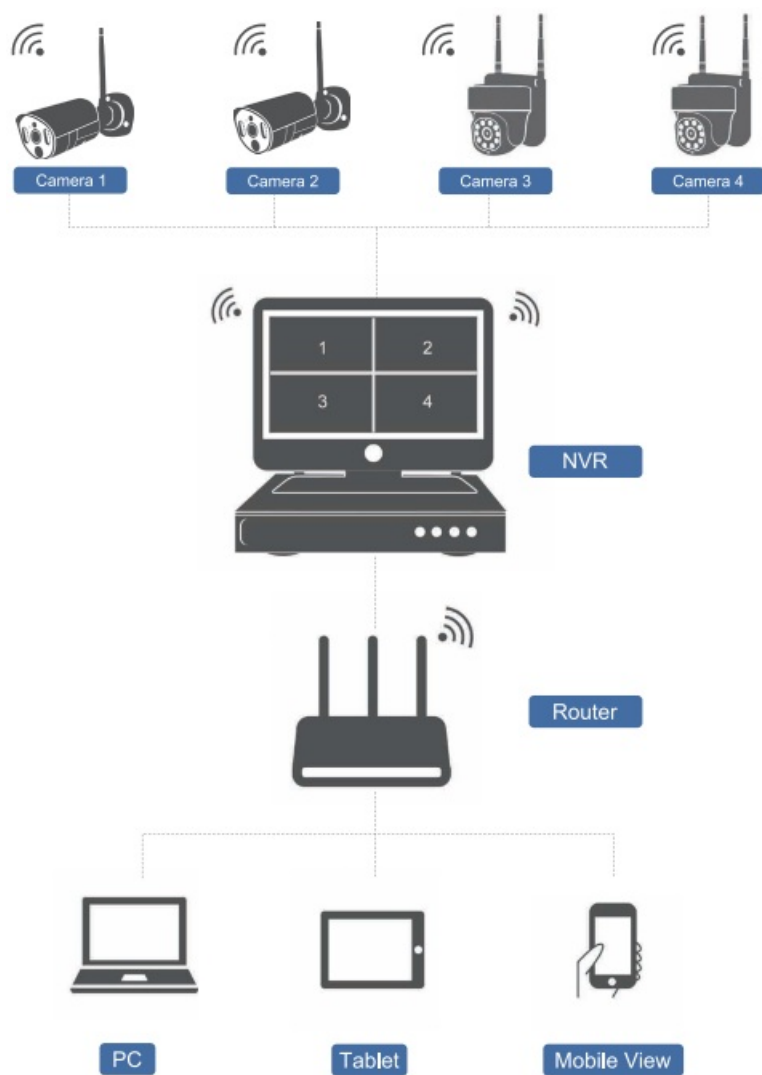 Camera 1
Camera 2
Camera 3
Camera 4
1
2
3
4
NVR
Router
PC
Tablet
Mobile View